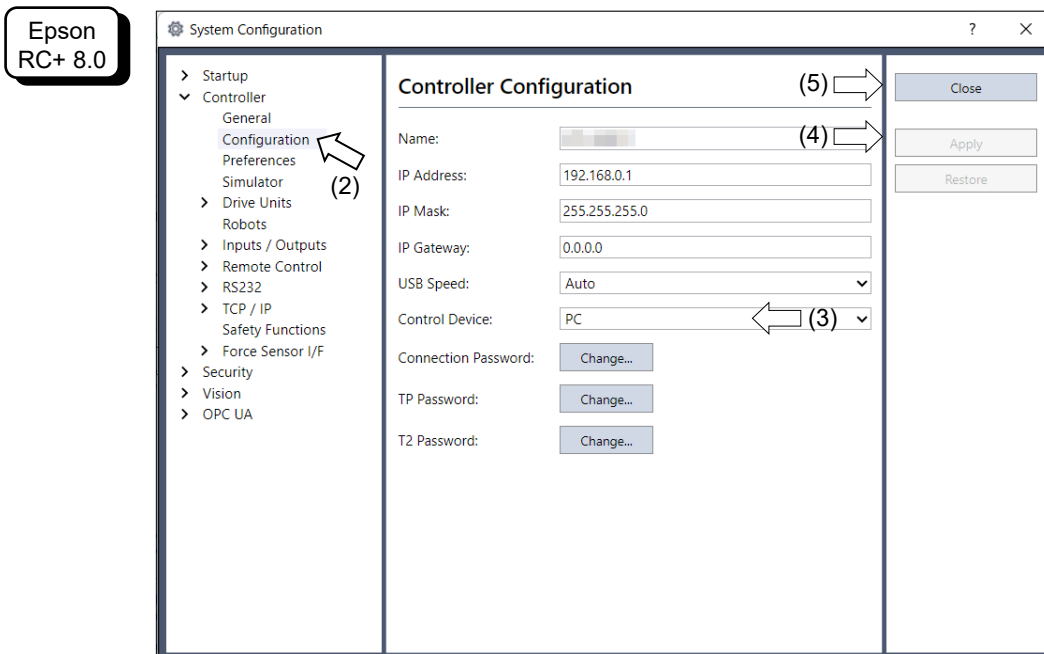 Epson
RC+ 8.0
System Configuration
?
Startup
Controller
General
Configuration
Preferences
Simulator
Drive Units
Robots
Inputs / Outputs
Remote Control
RS232
TCP / IP
Safety Functions
Force Sensor I/F
Security
Vision
OPC UA
(2)
Controller Configuration
Name:
IP Address: 192.168.0.1
IP Mask: 255.255.255.0
IP Gateway: 0.0.0.0
USB Speed: Auto
Control Device: PC (3)
Connection Password: Change...
TP Password: Change...
T2 Password: Change...
(5) Close
(4) Apply
Restore